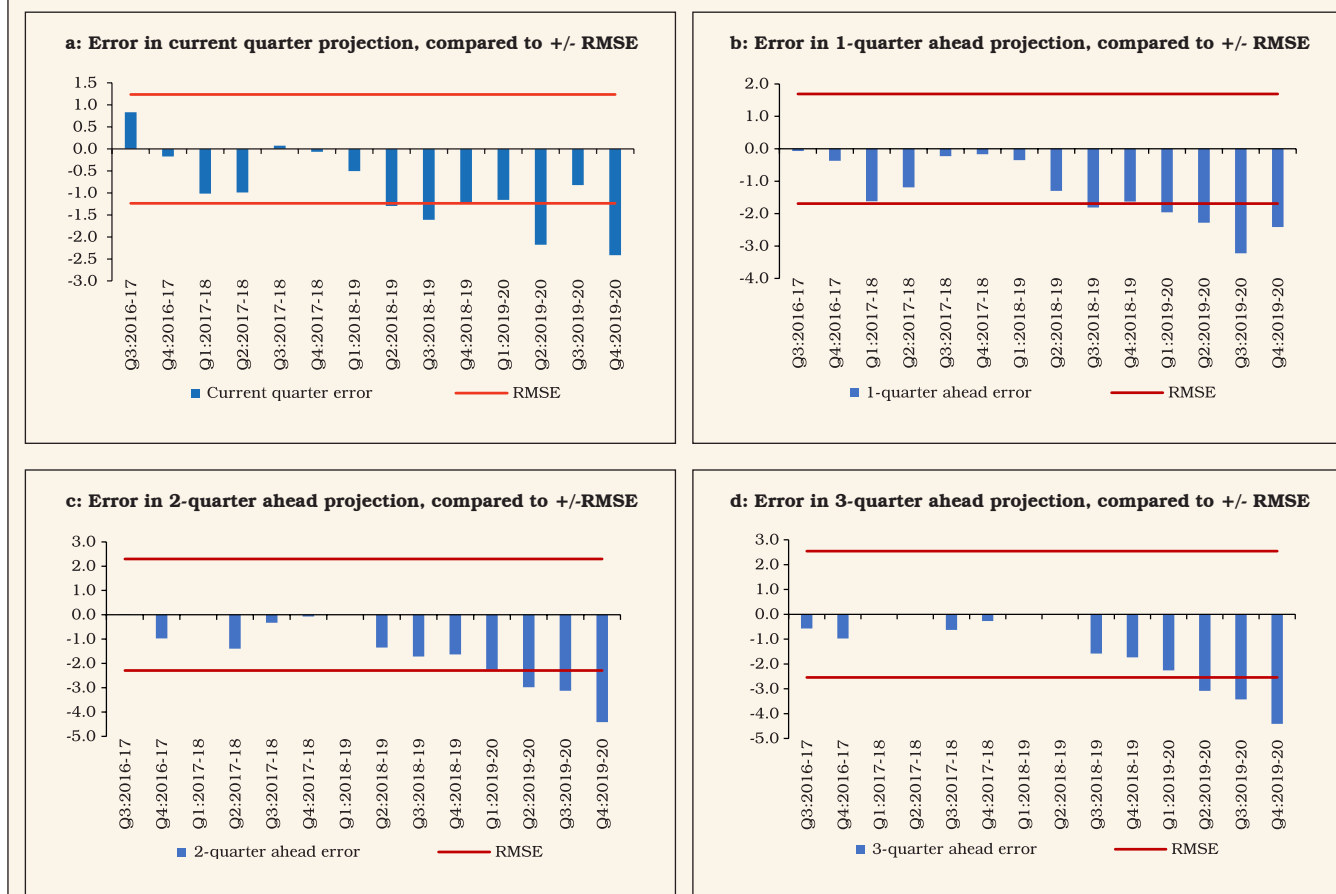 a: Error in current quarter projection, compared to +/- RMSE
1.5
1.0
0.5
0.0
-0.5
-1.0
-1.5
-2.0
-2.5
-3.0
Q3:2016-17
Q4:2016-17
Q1:2017-18
Q2:2017-18
Q3:2017-18
Q4:2017-18
Q1:2018-19
Q2:2018-19
Q3:2018-19
Q4:2018-19
Q1:2019-20
Q2:2019-20
Q3:2019-20
Q4:2019-20
Current quarter error RMSE
b: Error in 1-quarter ahead projection, compared to +/- RMSE
2.0
1.0
0.0
-1.0
-2.0
-3.0
-4.0
Q3:2016-17
Q4:2016-17
Q1:2017-18
Q2:2017-18
Q3:2017-18
Q4:2017-18
Q1:2018-19
Q2:2018-19
Q3:2018-19
Q4:2018-19
Q1:2019-20
Q2:2019-20
Q3:2019-20
Q4:2019-20
1-quarter ahead error RMSE
c: Error in 2-quarter ahead projection, compared to +/-RMSE
3.0
2.0
1.0
0.0
-1.0
-2.0
-3.0
-4.0
-5.0
Q3:2016-17
Q4:2016-17
Q1:2017-18
Q2:2017-18
Q3:2017-18
Q4:2017-18
Q1:2018-19
Q2:2018-19
Q3:2018-19
Q4:2018-19
Q1:2019-20
Q2:2019-20
Q3:2019-20
Q4:2019-20
2-quarter ahead error RMSE
d: Error in 3-quarter ahead projection, compared to +/- RMSE
3.0
2.0
1.0
0.0
-1.0
-2.0
-3.0
-4.0
-5.0
Q3:2016-17
Q4:2016-17
Q1:2017-18
Q2:2017-18
Q3:2017-18
Q4:2017-18
Q1:2018-19
Q2:2018-19
Q3:2018-19
Q4:2018-19
Q1:2019-20
Q2:2019-20
Q3:2019-20
Q4:2019-20
3-quarter ahead error RMSE